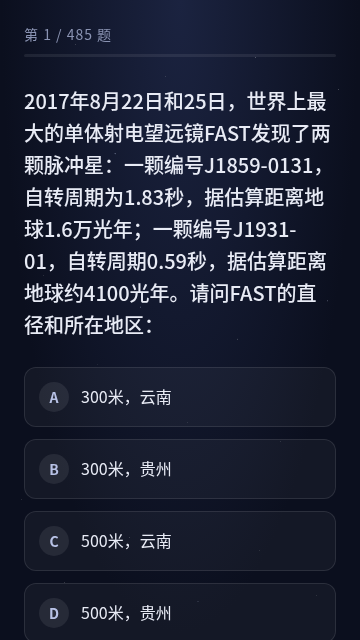 第 1 / 485 题
2017年8月22日和25日，世界上最
大的单体射电望远镜FAST发现了两
颗脉冲星：一颗编号J1859-0131，
自转周期为1.83秒，据估算距离地
球1.6万光年；一颗编号J1931-
01，自转周期0.59秒，据估算距离
地球约4100光年。请问FAST的直
径和所在地区：
A 300米，云南
B 300米，贵州
C 500米，云南
D 500米，贵州